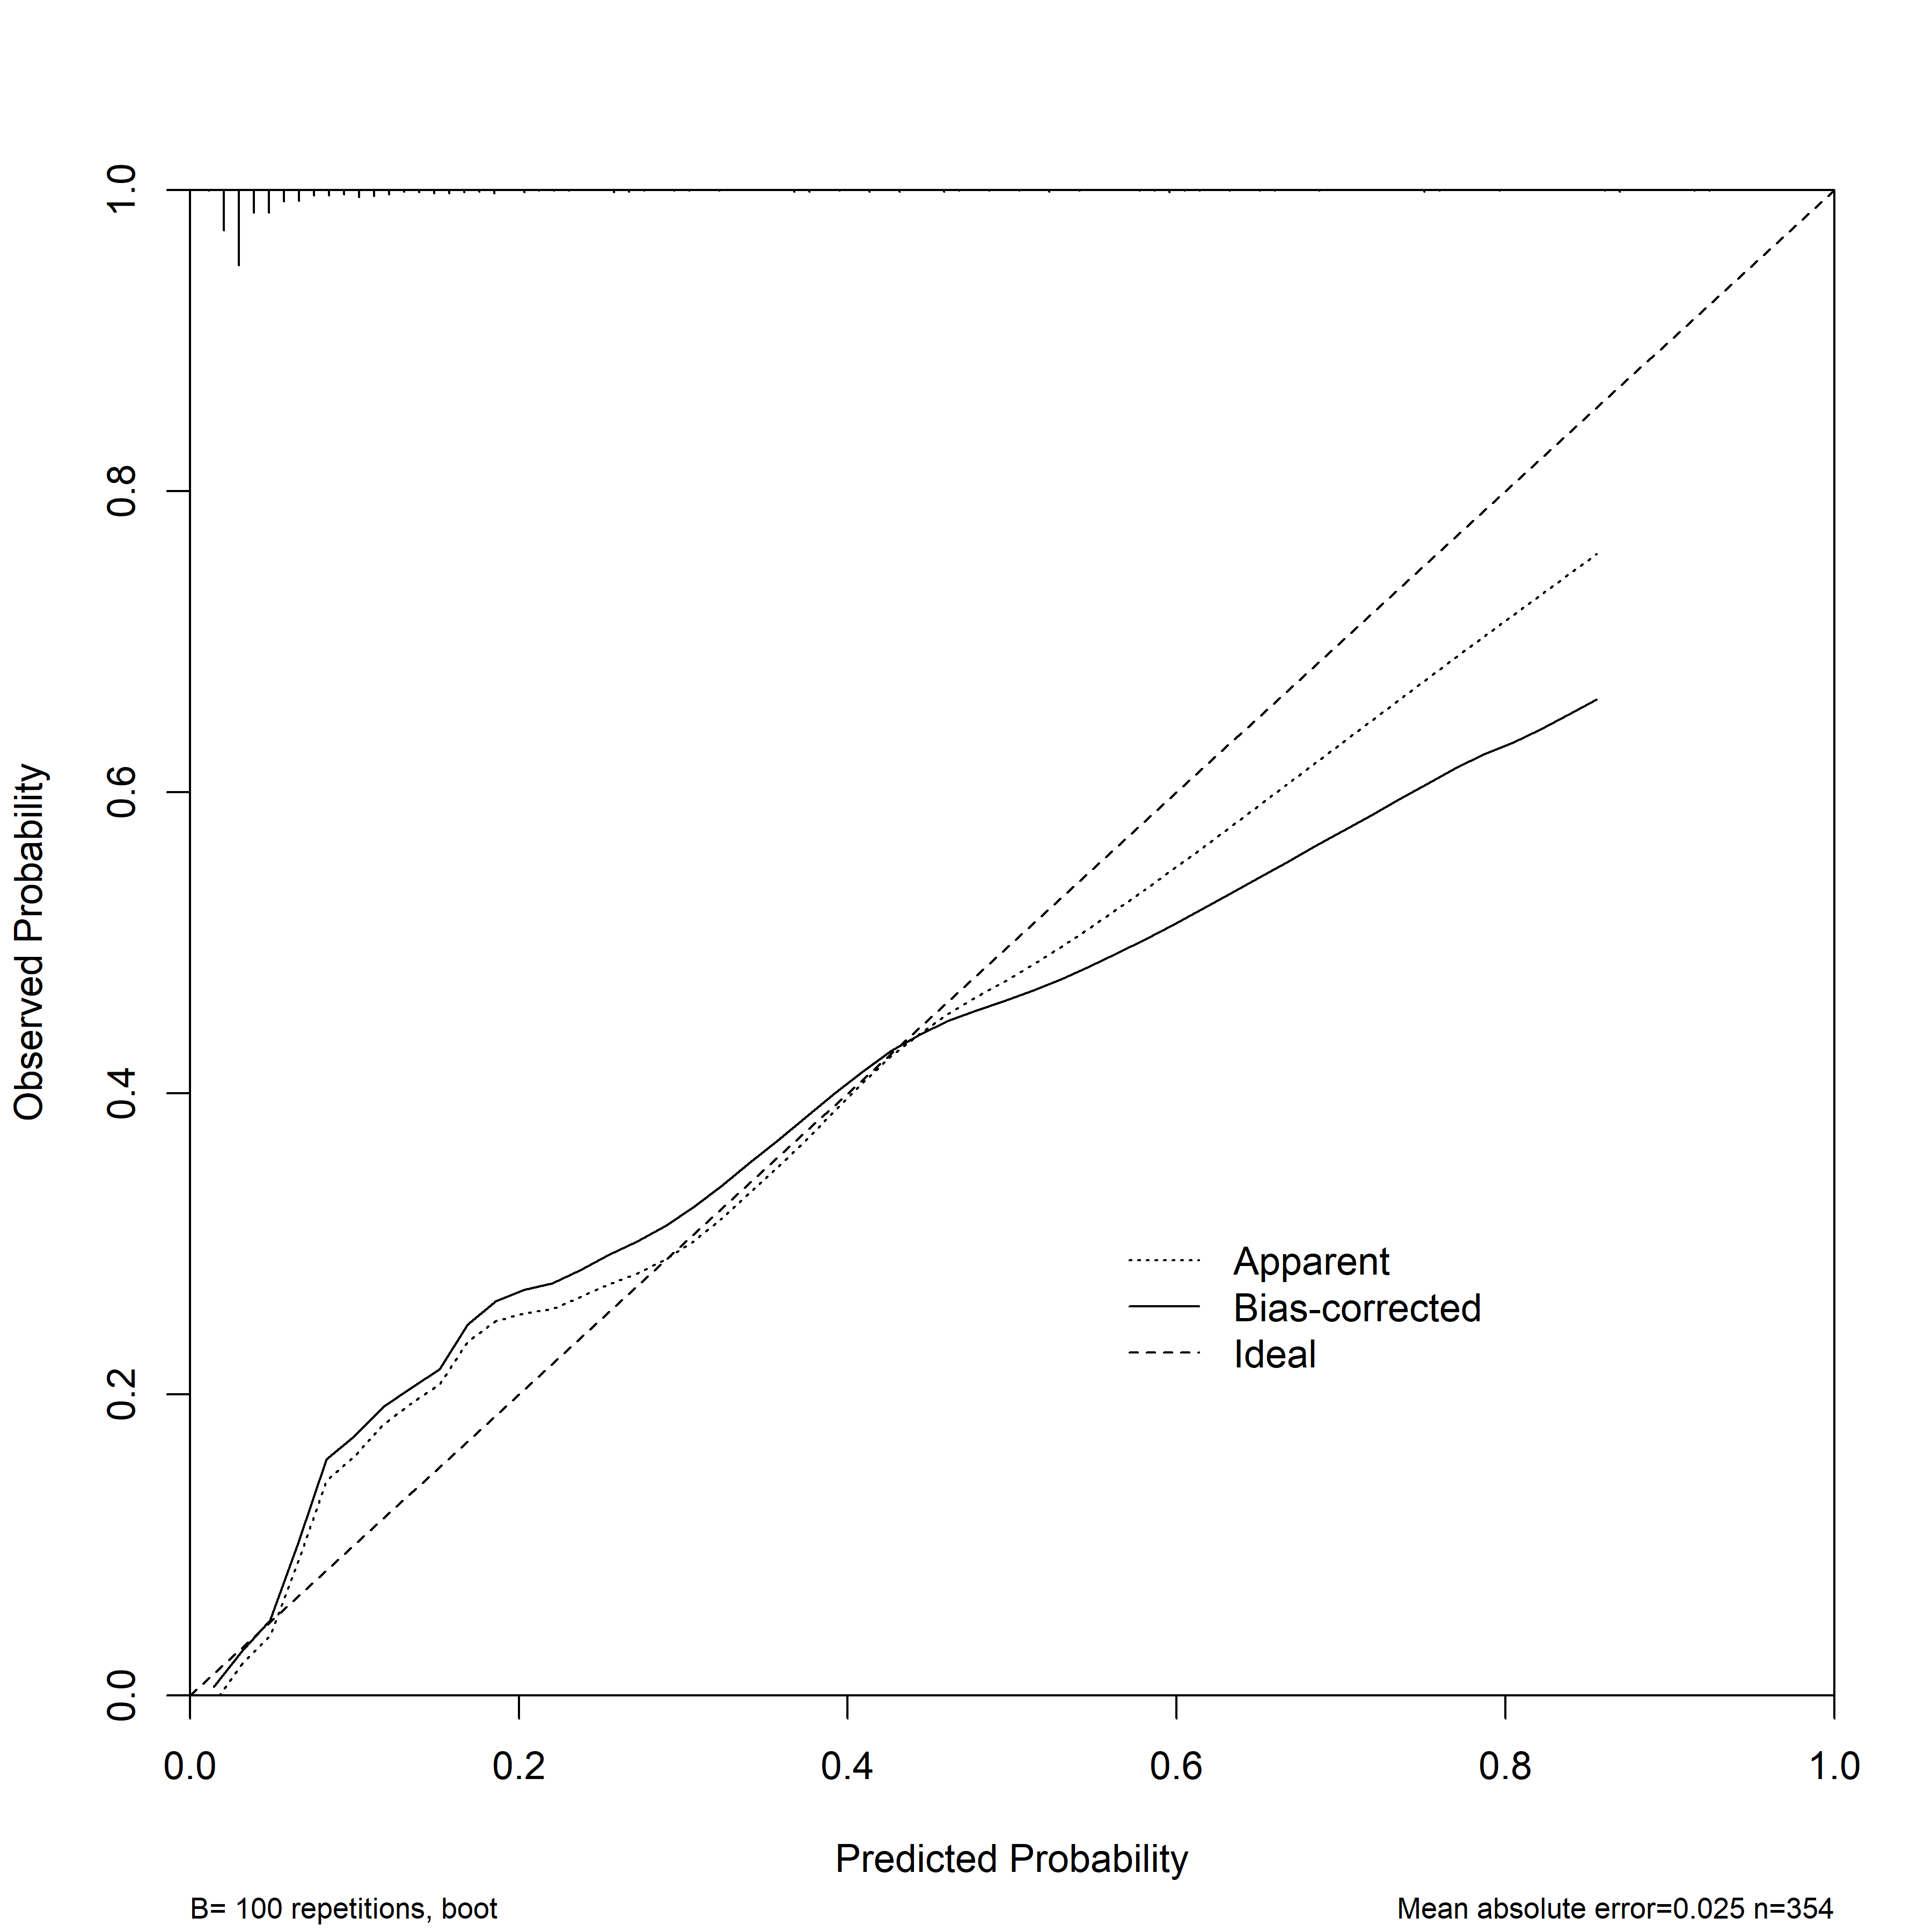 1.0
0.8
0.6
0.4
0.2
0.0
Observed Probability
Apparent
Bias-corrected
Ideal
0.0 0.2 0.4 0.6 0.8 1.0
Predicted Probability
B= 100 repetitions, boot
Mean absolute error=0.025 n=354